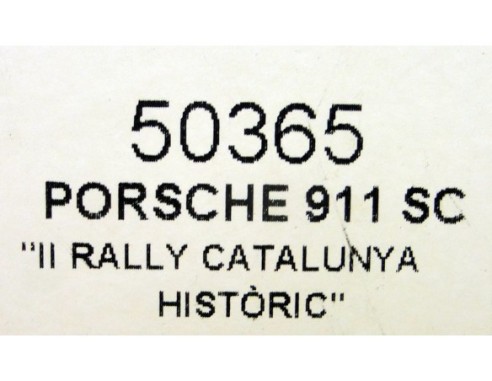 50365
PORSCHE 911 SC
"II RALLY CATALUNYA
HISTÒRIC"